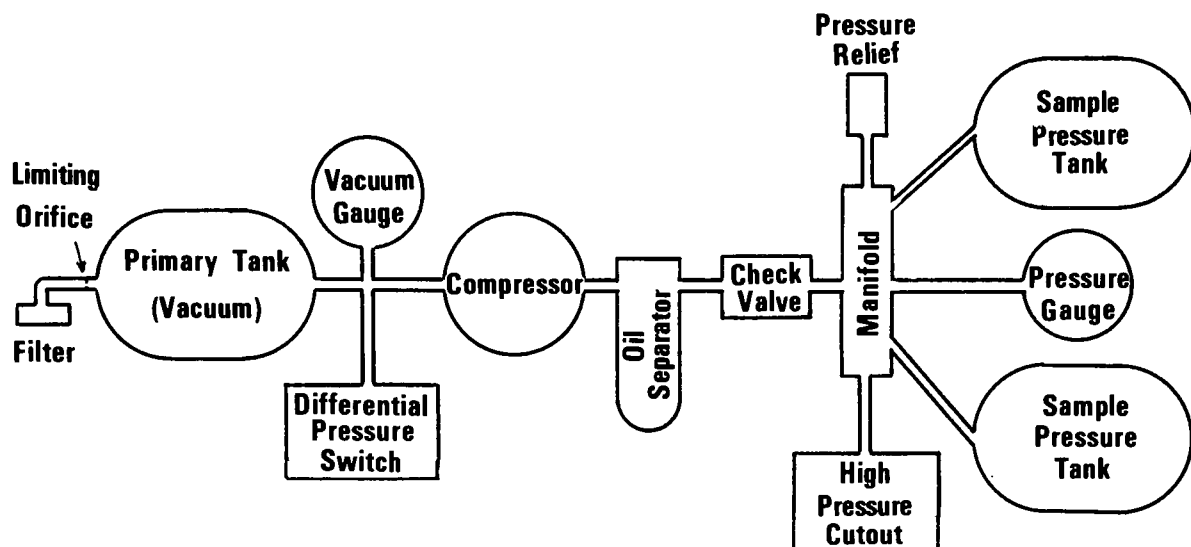 Limiting
Orifice
Filter
Primary Tank
(Vacuum)
Vacuum
Gauge
Differential
Pressure
Switch
Compressor
Oil
Separator
Check
Valve
Pressure
Relief
Manifold
High
Pressure
Cutout
Sample
Pressure
Tank
Pressure
Gauge
Sample
Pressure
Tank